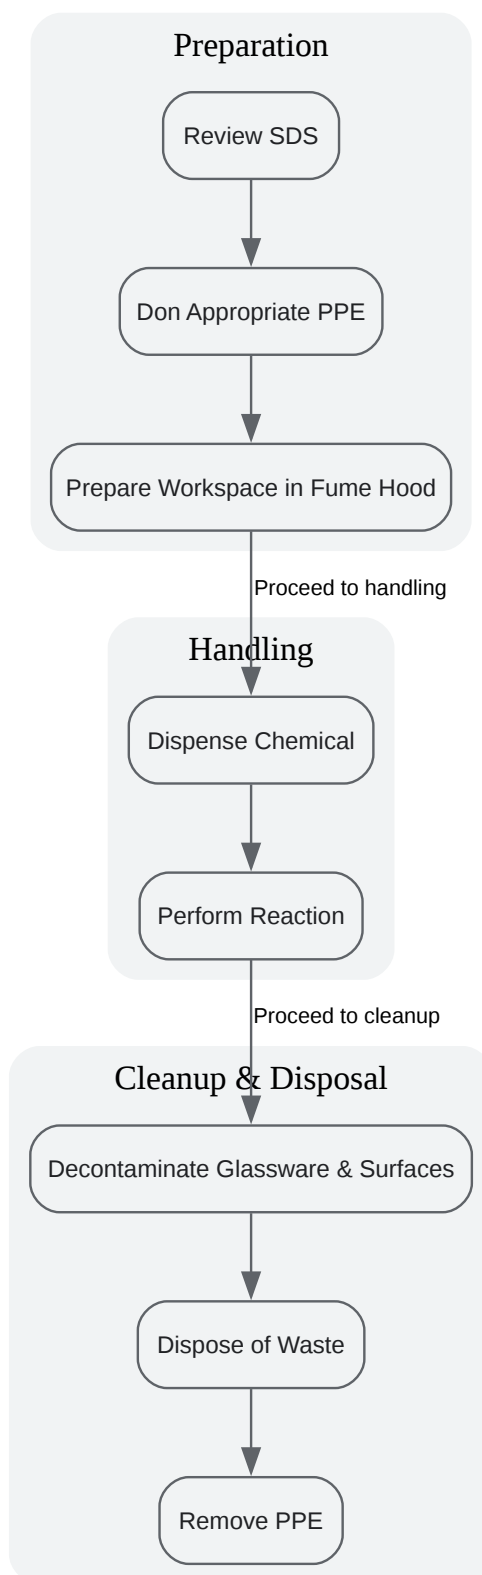 Preparation
Review SDS
Don Appropriate PPE
Prepare Workspace in Fume Hood
Proceed to handling
Handling
Dispense Chemical
Perform Reaction
Proceed to cleanup
Cleanup & Disposal
Decontaminate Glassware & Surfaces
Dispose of Waste
Remove PPE